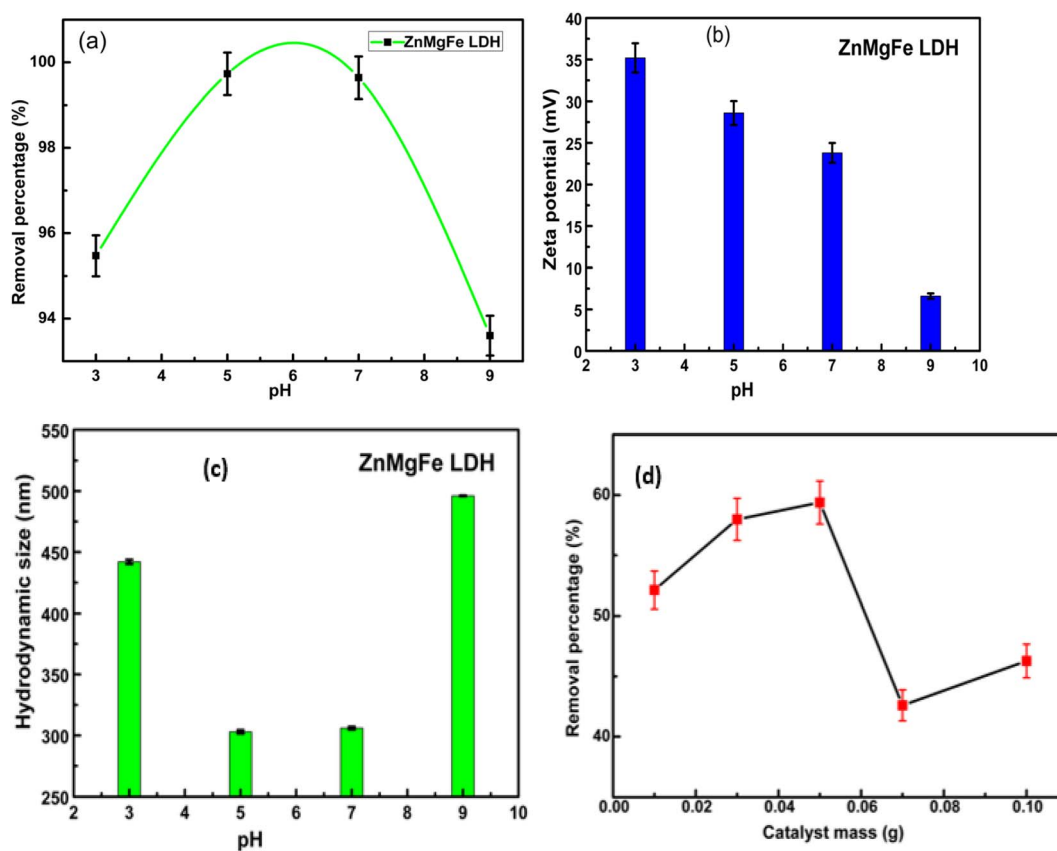 (a)
ZnMgFe LDH
Removal percentage (%)
100
98
96
94
3 4 5 6 7 8 9
pH
(b)
ZnMgFe LDH
Zeta potential (mV)
40
35
30
25
20
15
10
5
0
2 3 4 5 6 7 8 9 10
pH
(c)
ZnMgFe LDH
Hydrodynamic size (nm)
550
500
450
400
350
300
250
2 3 4 5 6 7 8 9 10
pH
(d)
Removal percentage (%)
60
50
40
0.00 0.02 0.04 0.06 0.08 0.10
Catalyst mass (g)